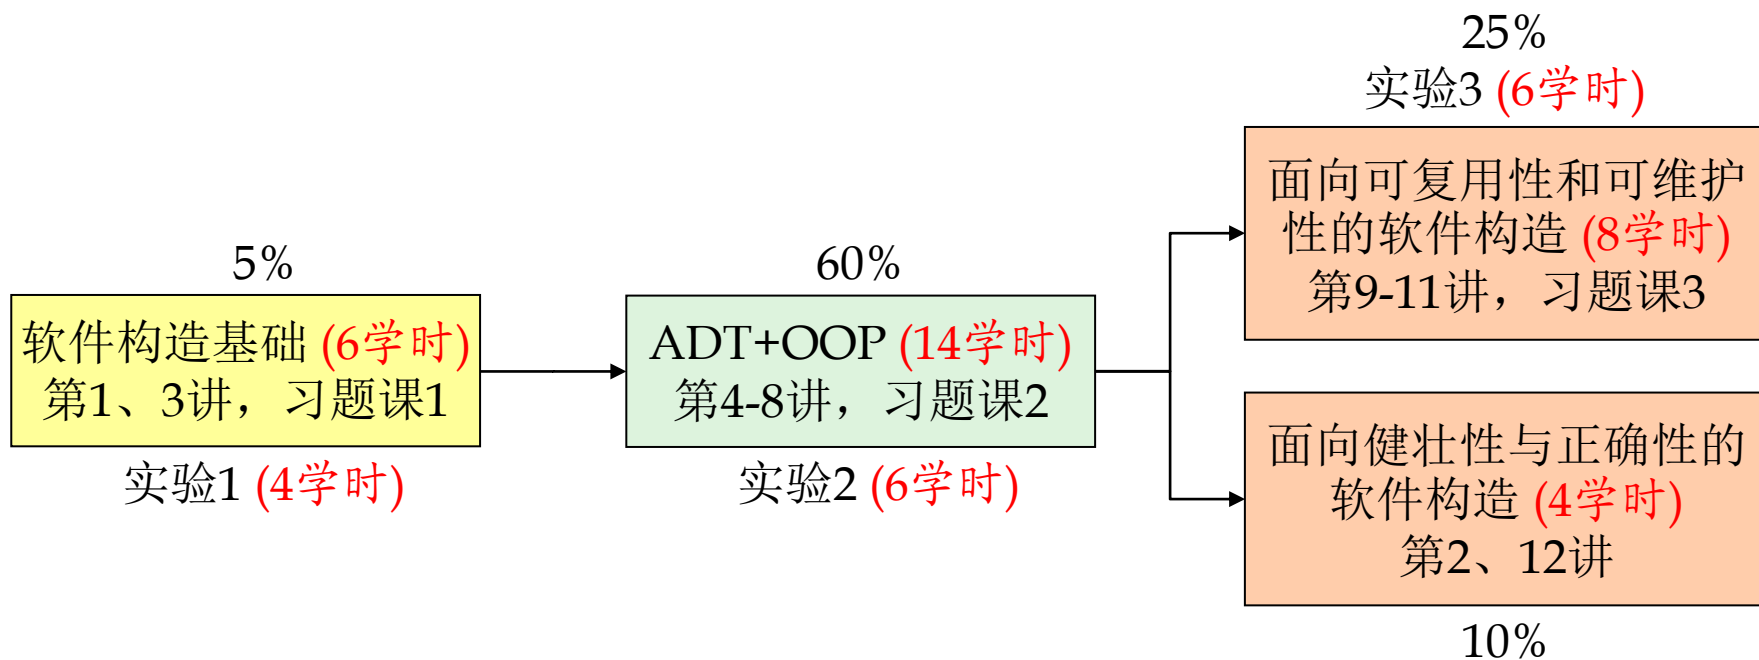 5%
软件构造基础 (6学时)
第1、3讲，习题课1
实验1 (4学时)
60%
ADT+OOP (14学时)
第4-8讲，习题课2
实验2 (6学时)
25%
实验3 (6学时)
面向可复用性和可维护
性的软件构造 (8学时)
第9-11讲，习题课3
面向健壮性与正确性的
软件构造 (4学时)
第2、12讲
10%